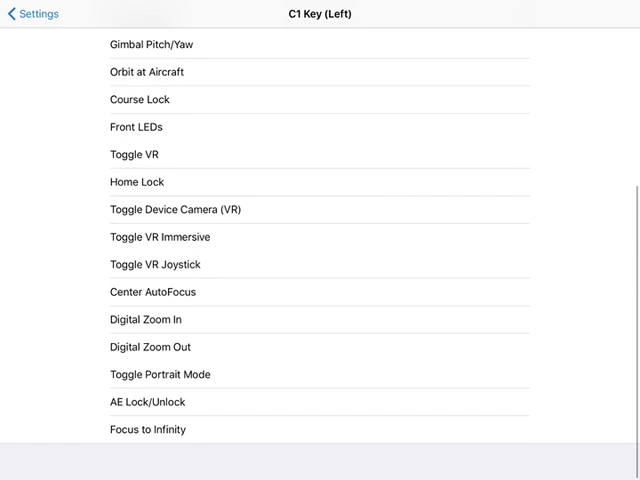 Settings
C1 Key (Left)
Gimbal Pitch/Yaw
Orbit at Aircraft
Course Lock
Front LEDs
Toggle VR
Home Lock
Toggle Device Camera (VR)
Toggle VR Immersive
Toggle VR Joystick
Center AutoFocus
Digital Zoom In
Digital Zoom Out
Toggle Portrait Mode
AE Lock/Unlock
Focus to Infinity